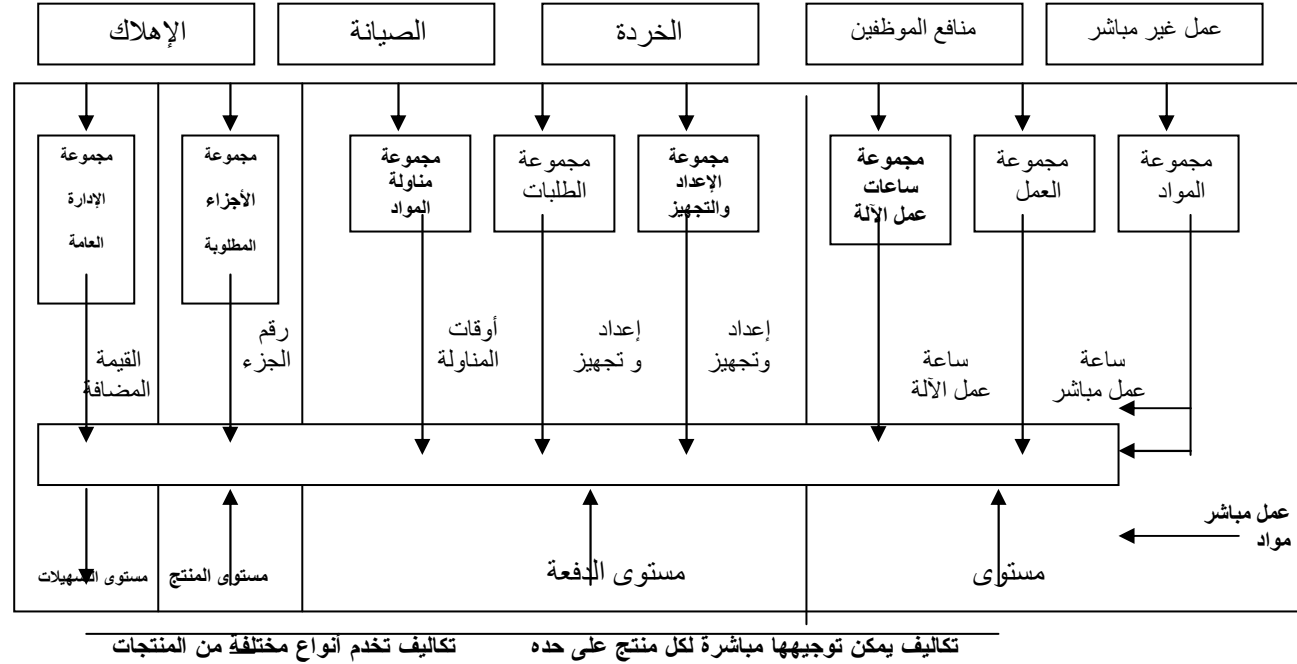 عمل غير مباشر
منافع الموظفين
الخردة
الصيانة
الإهلاك
مجموعة
المواد
مجموعة
العمل
مجموعة
ساعات
عمل الآلة
مجموعة
الإعداد
والتجهيز
مجموعة
الطلبات
مجموعة
مناولة
المواد
مجموعة
الأجزاء
المطلوبة
مجموعة
الإدارة
العامة
ساعة
عمل مباشر
ساعة
عمل الآلة
إعداد
وتجهيز
إعداد
و تجهيز
أوقات
المناولة
رقم
الجزء
القيمة
المضافة
عمل مباشر
مواد
مستوى
مستوى الدفعة
مستوى المنتج
مستوى التسهيلات
تكاليف يمكن توجيهها مباشرة لكل منتج على حده
تكاليف تخدم أنواع مختلفة من المنتجات